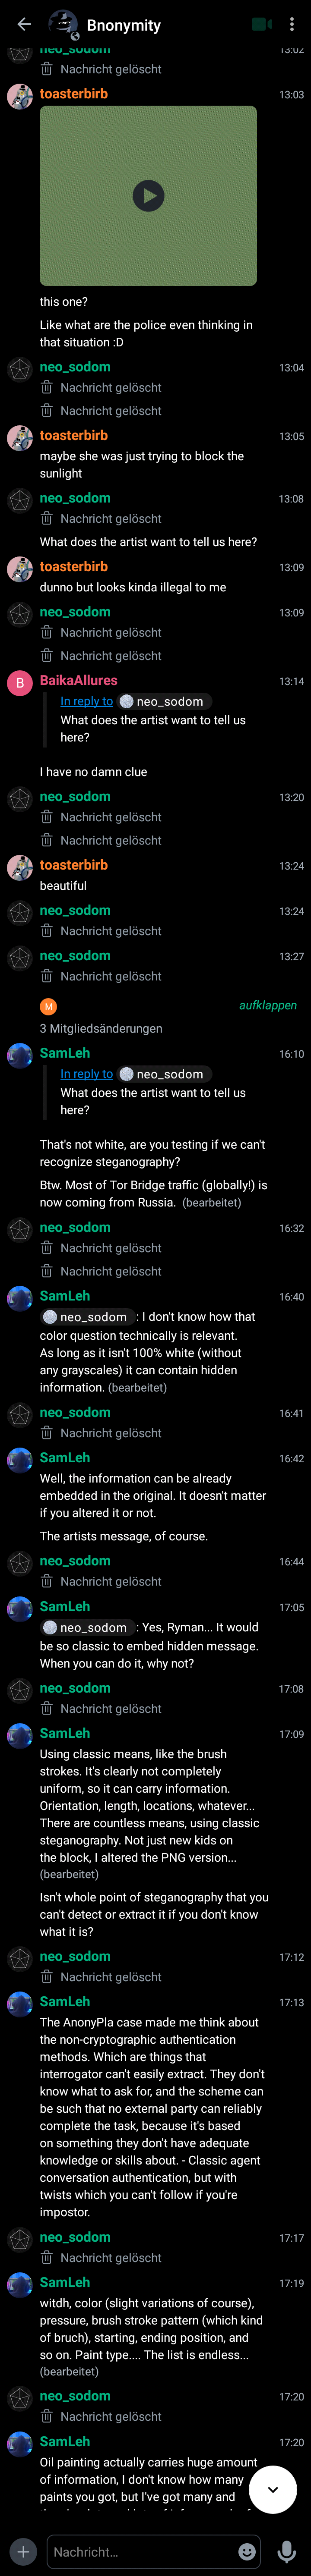 Bnonymity
neo_sodom 13:02
Nachricht gelöscht
toasterbirb 13:03
this one?
Like what are the police even thinking in
that situation :D
neo_sodom 13:04
Nachricht gelöscht
Nachricht gelöscht
toasterbirb 13:05
maybe she was just trying to block the
sunlight
neo_sodom 13:08
Nachricht gelöscht
What does the artist want to tell us here?
toasterbirb 13:09
dunno but looks kinda illegal to me
neo_sodom 13:09
Nachricht gelöscht
Nachricht gelöscht
B
BaikaAllures 13:14
In reply to neo_sodom
What does the artist want to tell us
here?
I have no damn clue
neo_sodom 13:20
Nachricht gelöscht
Nachricht gelöscht
toasterbirb 13:24
beautiful
neo_sodom 13:24
Nachricht gelöscht
neo_sodom 13:27
Nachricht gelöscht
M aufklappen
3 Mitgliedsänderungen
SamLeh 16:10
In reply to neo_sodom
What does the artist want to tell us
here?
That's not white, are you testing if we can't
recognize steganography?
Btw. Most of Tor Bridge traffic (globally!) is
now coming from Russia. (bearbeitet)
neo_sodom 16:32
Nachricht gelöscht
Nachricht gelöscht
SamLeh 16:40
neo_sodom : I don't know how that
color question technically is relevant.
As long as it isn't 100% white (without
any grayscales) it can contain hidden
information. (bearbeitet)
neo_sodom 16:41
Nachricht gelöscht
SamLeh 16:42
Well, the information can be already
embedded in the original. It doesn't matter
if you altered it or not.
The artists message, of course.
neo_sodom 16:44
Nachricht gelöscht
SamLeh 17:05
neo_sodom : Yes, Ryman... It would
be so classic to embed hidden message.
When you can do it, why not?
neo_sodom 17:08
Nachricht gelöscht
SamLeh 17:09
Using classic means, like the brush
strokes. It's clearly not completely
uniform, so it can carry information.
Orientation, length, locations, whatever...
There are countless means, using classic
steganography. Not just new kids on
the block, I altered the PNG version...
(bearbeitet)
Isn't whole point of steganography that you
can't detect or extract it if you don't know
what it is?
neo_sodom 17:12
Nachricht gelöscht
SamLeh 17:13
The AnonyPla case made me think about
the non-cryptographic authentication
methods. Which are things that
interrogator can't easily extract. They don't
know what to ask for, and the scheme can
be such that no external party can reliably
complete the task, because it's based
on something they don't have adequate
knowledge or skills about. - Classic agent
conversation authentication, but with
twists which you can't follow if you're
impostor.
neo_sodom 17:17
Nachricht gelöscht
SamLeh 17:19
witdh, color (slight variations of course),
pressure, brush stroke pattern (which kind
of bruch), starting, ending position, and
so on. Paint type.... The list is endless...
(bearbeitet)
neo_sodom 17:20
Nachricht gelöscht
SamLeh 17:20
Oil painting actually carries huge amount
of information, I don't know how many
paints you got, but I've got many and
Nachricht…